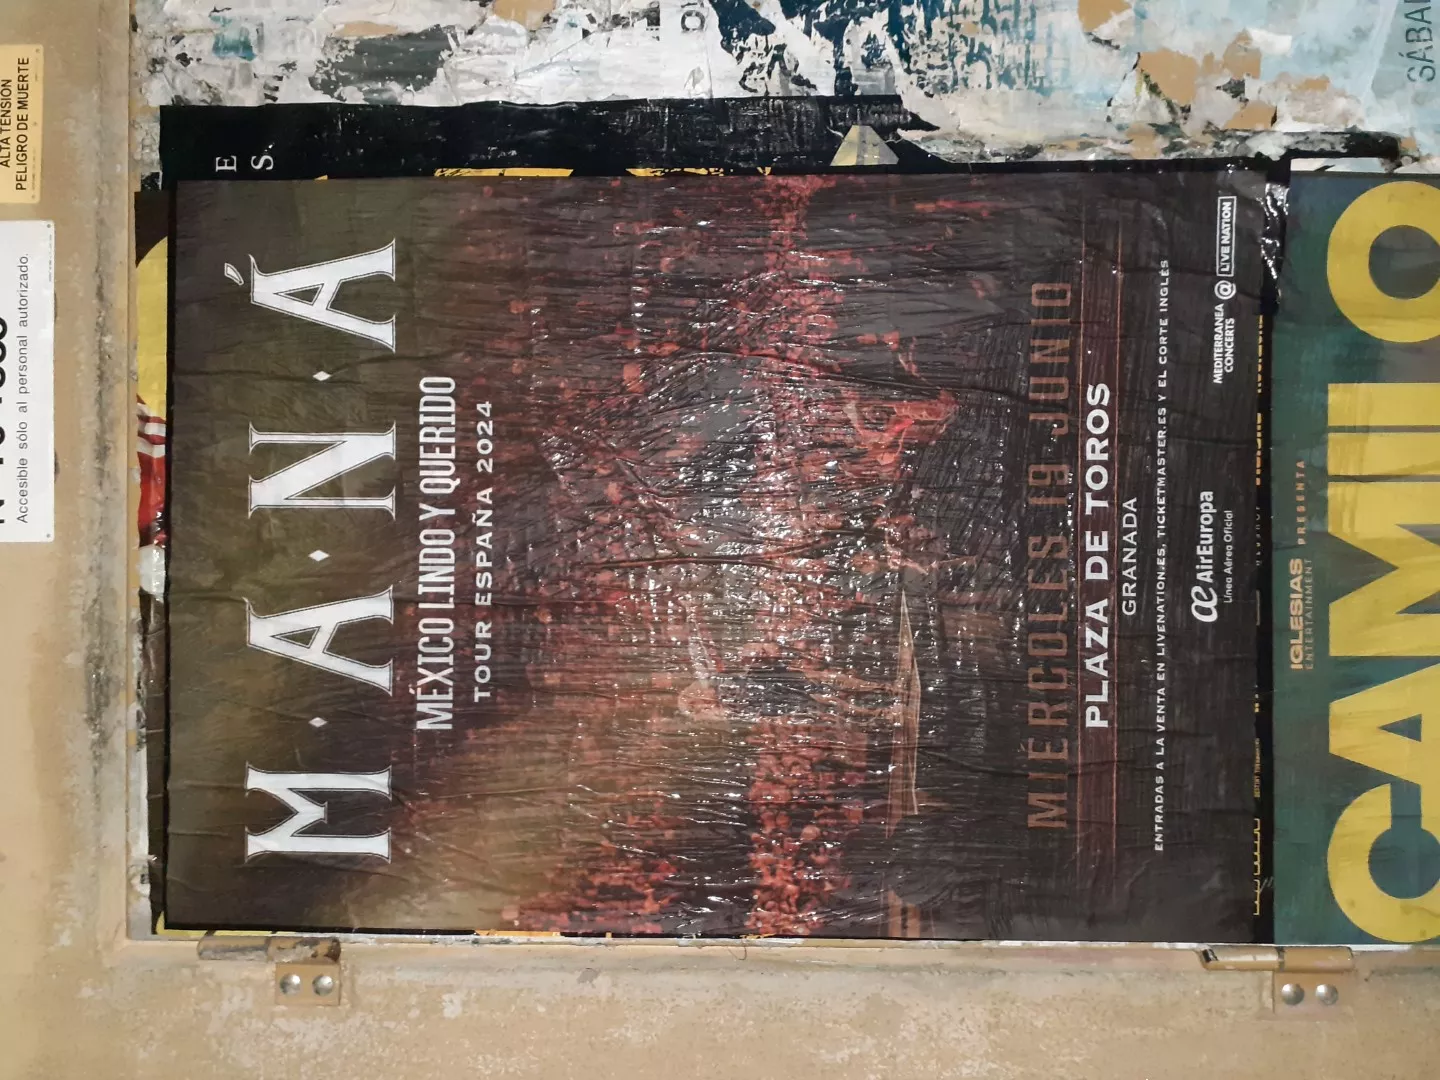 ALTA TENSIÓN
PELIGRO DE MUERTE
Accesible sólo al personal autorizado.
E
S.
M·A·N·Á
MÉXICO LINDO Y QUERIDO
TOUR ESPAÑA 2024
MIÉRCOLES 19 JUNIO
PLAZA DE TOROS
GRANADA
ENTRADAS A LA VENTA EN LIVENATION.ES, TICKETMASTER.ES Y EL CORTE INGLÉS
AirEuropa
Línea Aérea Oficial
MEDITERRANEA
CONCERTS
LIVE NATION
IGLESIAS
ENTERTAINMENT
PRESENTA
CAMILO
SÁBA